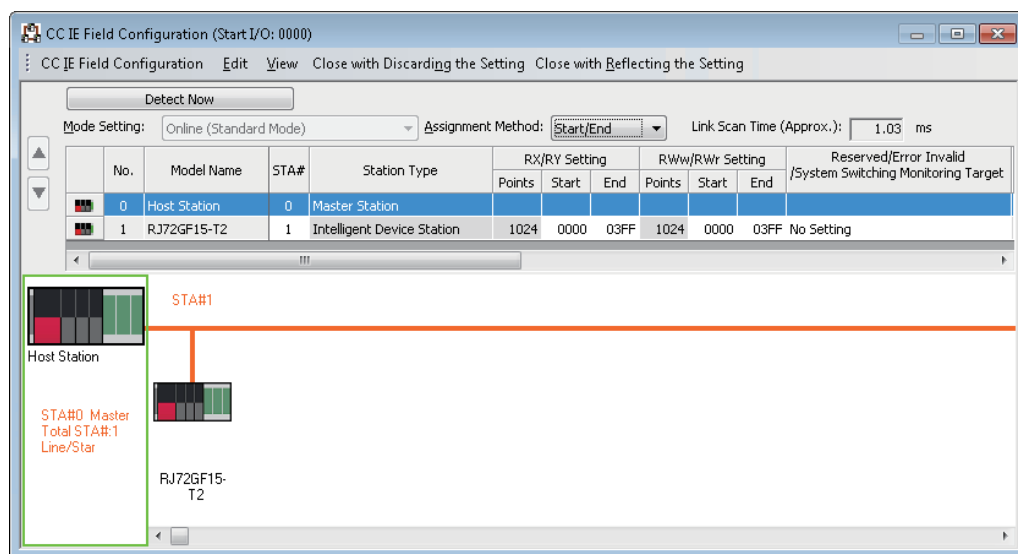 CC IE Field Configuration (Start I/O: 0000)
CC IE Field Configuration Edit View Close with Discarding the Setting Close with Reflecting the Setting
Detect Now
Mode Setting: Online (Standard Mode) Assignment Method: Start/End Link Scan Time (Approx.): 1.03 ms
No. Model Name STA# Station Type RX/RY Setting RWw/RWr Setting Reserved/Error Invalid
/System Switching Monitoring Target
Points Start End Points Start End
0 Host Station 0 Master Station
1 RJ72GF15-T2 1 Intelligent Device Station 1024 0000 03FF 1024 0000 03FF No Setting
STA#1
Host Station
STA#0 Master
Total STA#:1
Line/Star
RJ72GF15-
T2